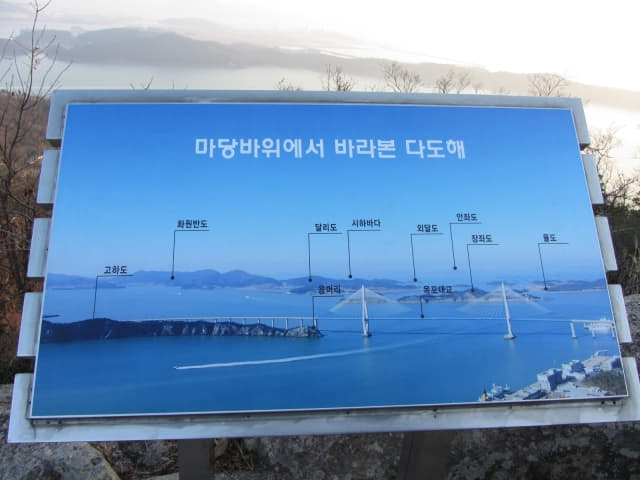 마당바위에서 바라본 다도해
화원반도
달리도
시하바다
외달도
안좌도
장좌도
율도
고하도
용머리
목포대교